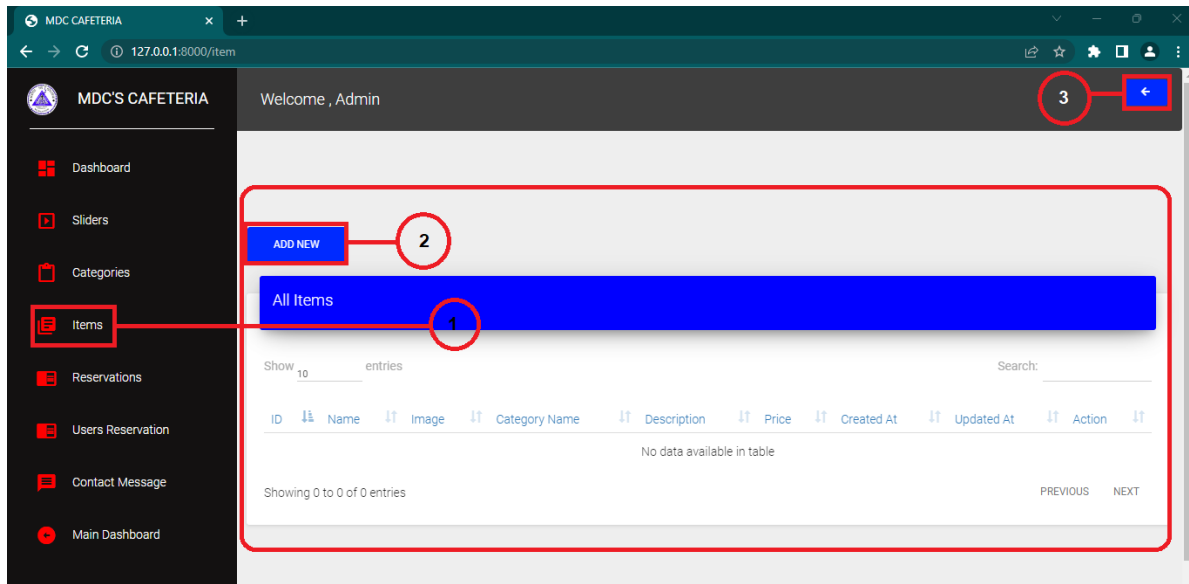 MDC CAFETERIA
127.0.0.1:8000/item
MDC'S CAFETERIA
Welcome , Admin
3
Dashboard
Sliders
Categories
Items
Reservations
Users Reservation
Contact Message
Main Dashboard
ADD NEW
2
All Items
1
Show 10 entries
Search:
ID Name Image Category Name Description Price Created At Updated At Action
No data available in table
Showing 0 to 0 of 0 entries
PREVIOUS NEXT